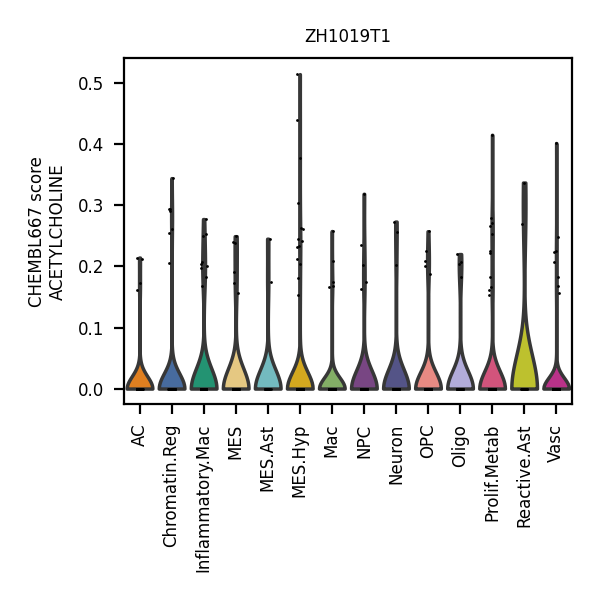 ZH1019T1
CHEMBL667 score
ACETYLCHOLINE
0.5
0.4
0.3
0.2
0.1
0.0
AC
Chromatin.Reg
Inflammatory.Mac
MES
MES.Ast
MES.Hyp
Mac
NPC
Neuron
OPC
Oligo
Prolif.Metab
Reactive.Ast
Vasc